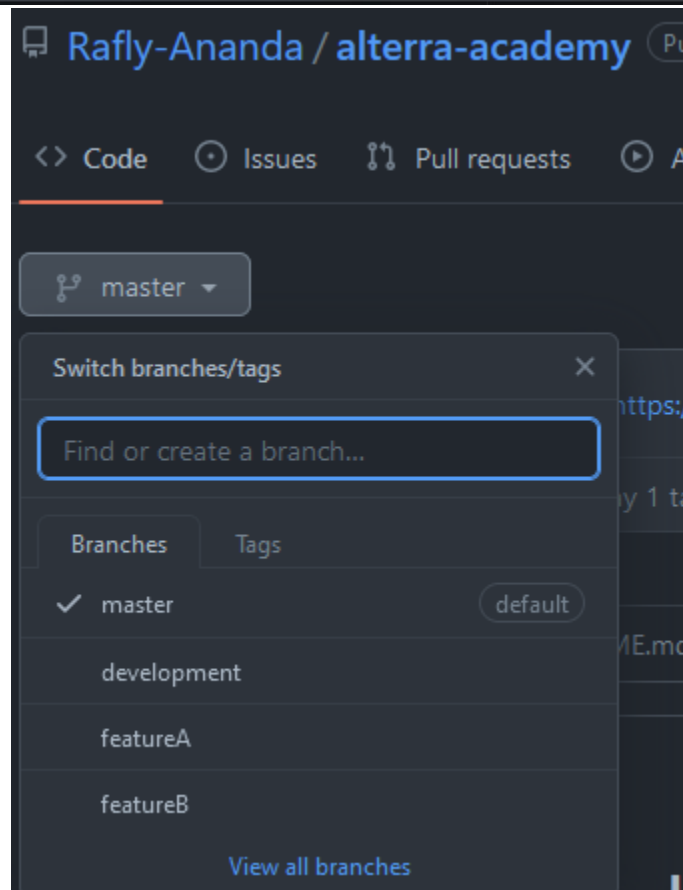 Rafly-Ananda / alterra-academy
Code Issues Pull requests
master
Switch branches/tags
https:/
Find or create a branch...
Branches Tags
master default
development
featureA
featureB
View all branches